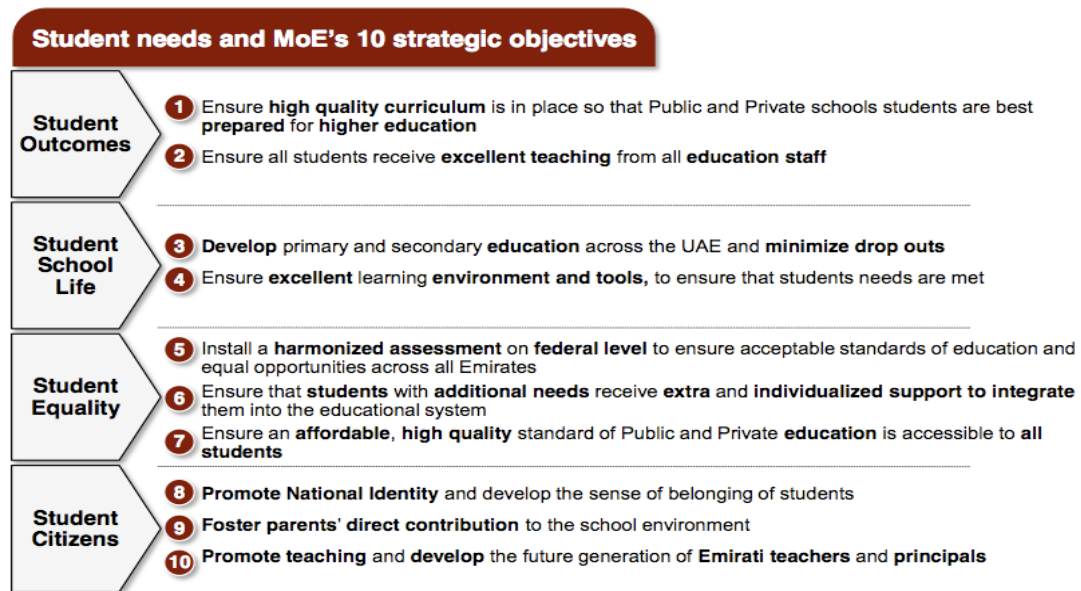 Student needs and MoE's 10 strategic objectives
Student
Outcomes
1 Ensure high quality curriculum is in place so that Public and Private schools students are best
prepared for higher education
2 Ensure all students receive excellent teaching from all education staff
Student
School
Life
3 Develop primary and secondary education across the UAE and minimize drop outs
4 Ensure excellent learning environment and tools, to ensure that students needs are met
Student
Equality
5 Install a harmonized assessment on federal level to ensure acceptable standards of education and
equal opportunities across all Emirates
6 Ensure that students with additional needs receive extra and individualized support to integrate
them into the educational system
7 Ensure an affordable, high quality standard of Public and Private education is accessible to all
students
Student
Citizens
8 Promote National Identity and develop the sense of belonging of students
9 Foster parents' direct contribution to the school environment
10 Promote teaching and develop the future generation of Emirati teachers and principals